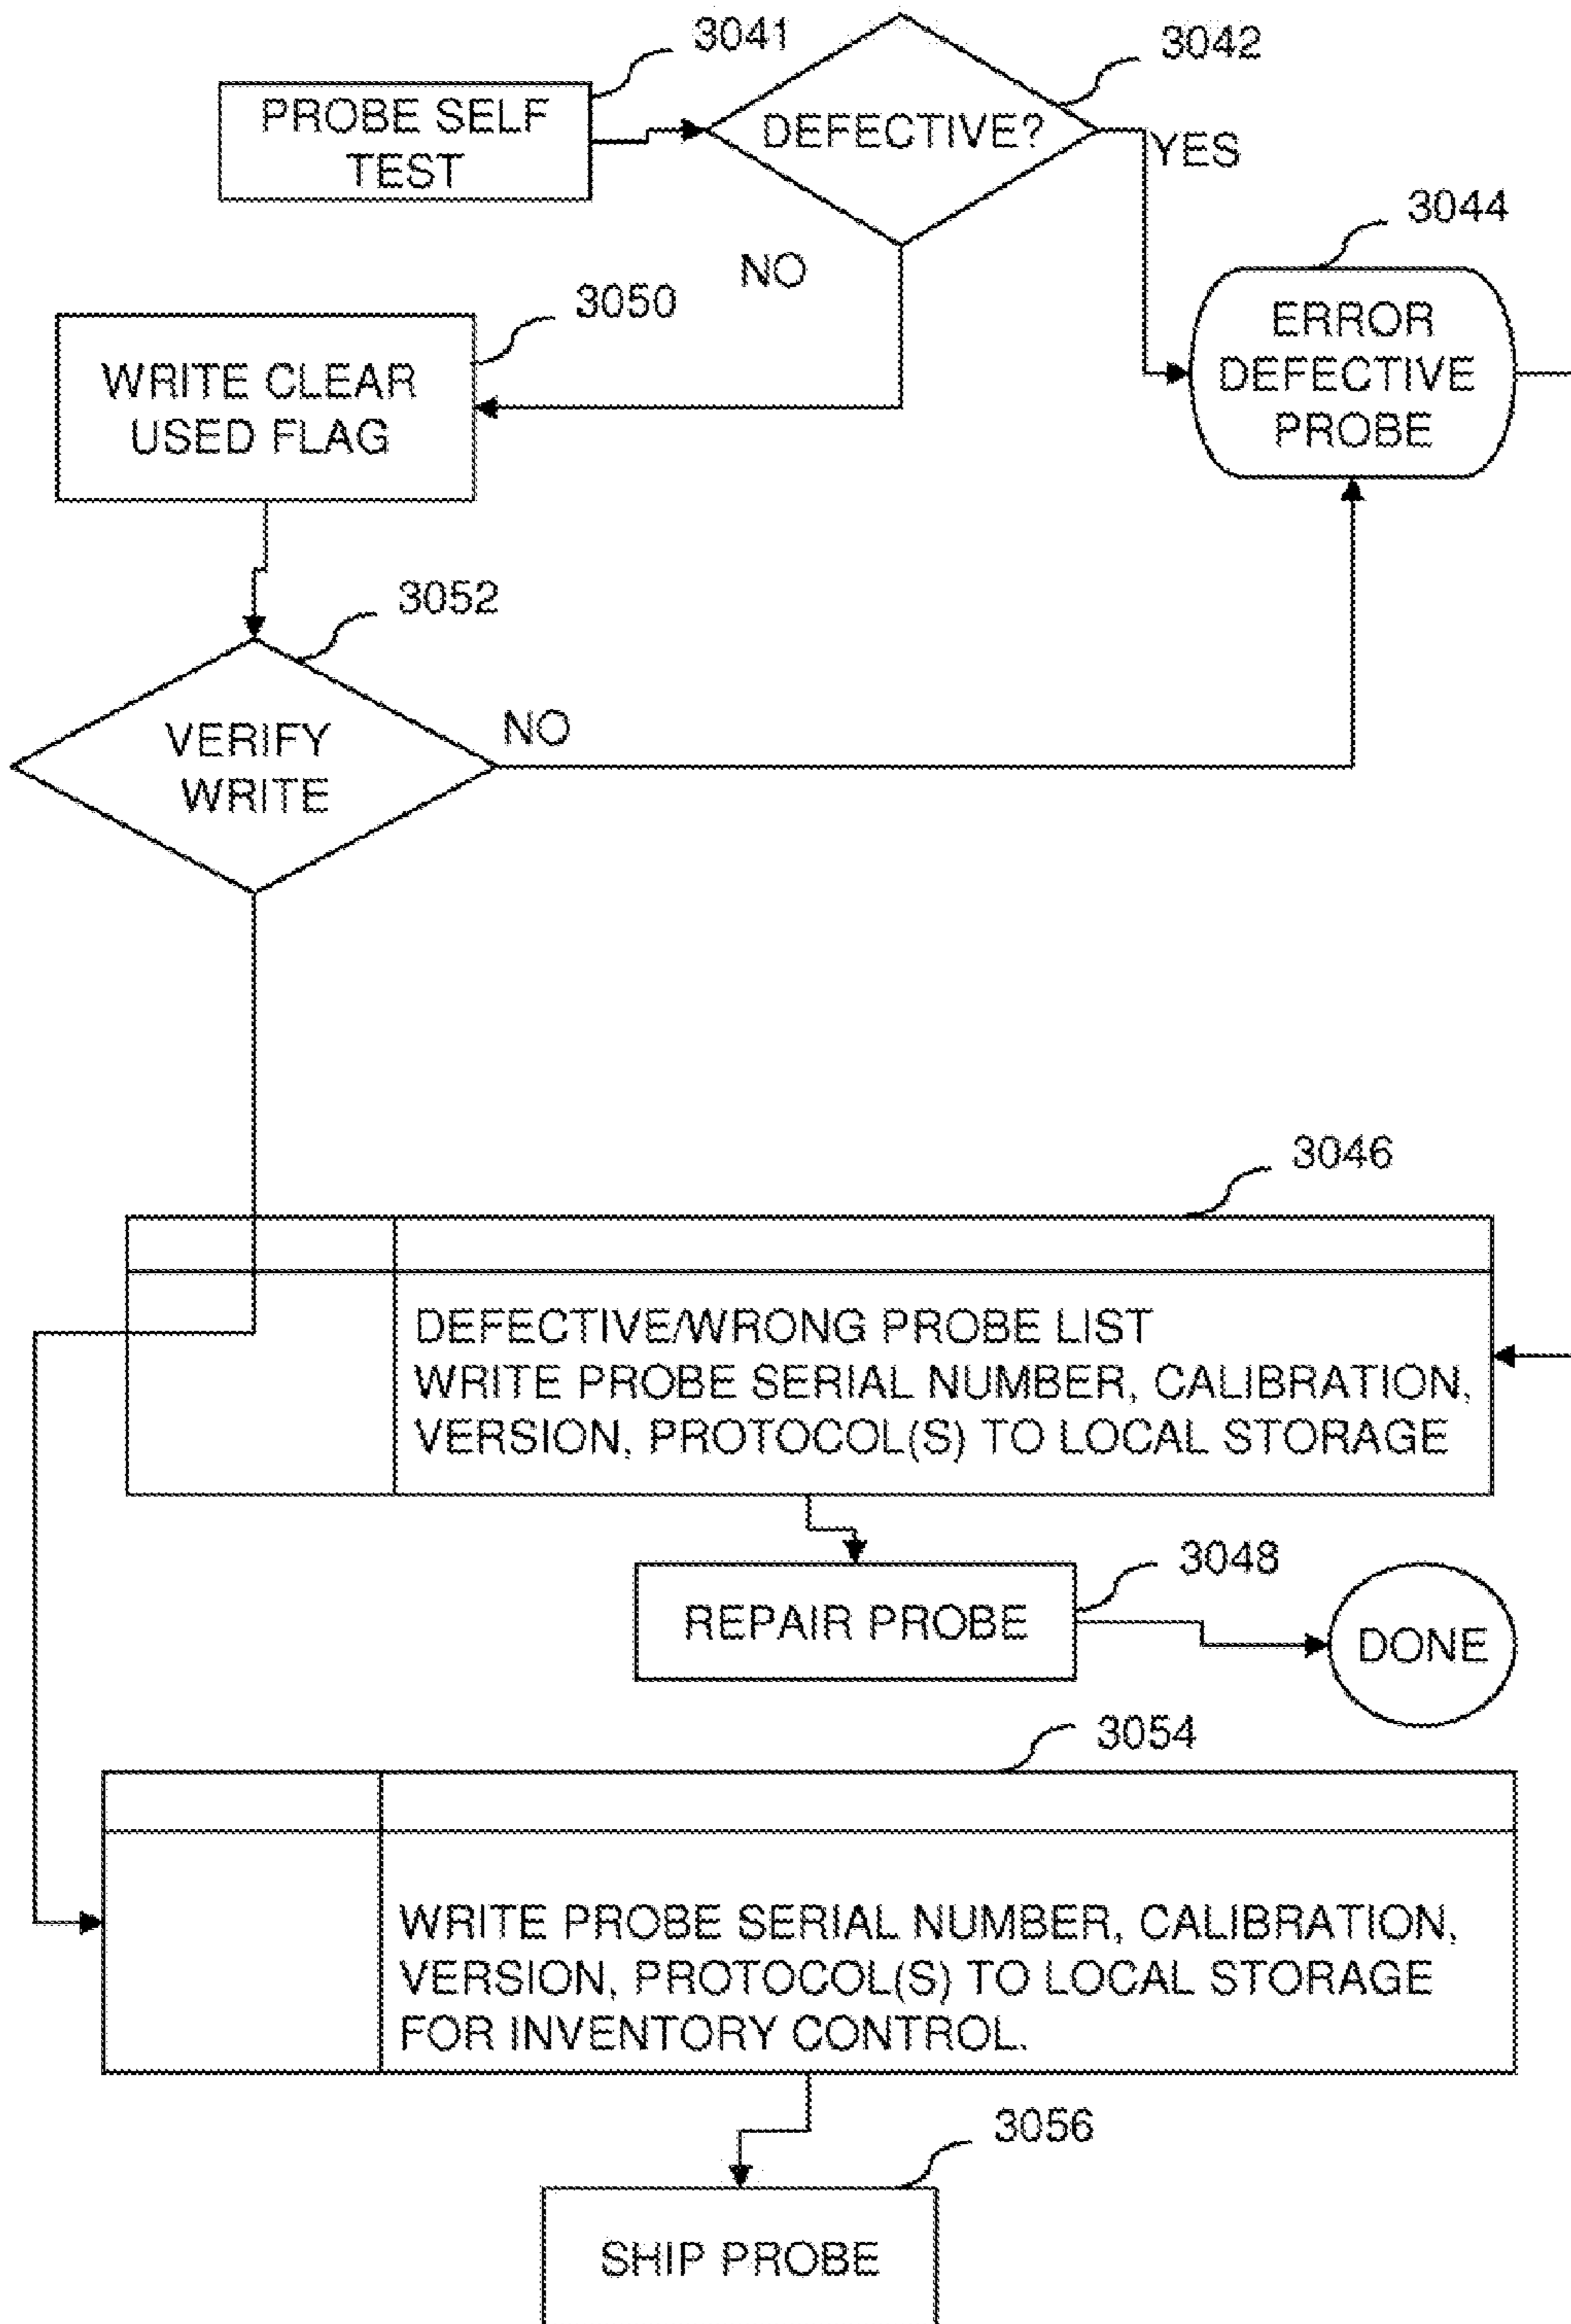 3041
3042
PROBE SELF
TEST
DEFECTIVE?
YES
3044
NO
3050
ERROR
DEFECTIVE
PROBE
WRITE CLEAR
USED FLAG
3052
VERIFY
WRITE
NO
3046
DEFECTIVE/WRONG PROBE LIST
WRITE PROBE SERIAL NUMBER, CALIBRATION,
VERSION, PROTOCOL(S) TO LOCAL STORAGE
3048
REPAIR PROBE
DONE
3054
WRITE PROBE SERIAL NUMBER, CALIBRATION,
VERSION, PROTOCOL(S) TO LOCAL STORAGE
FOR INVENTORY CONTROL.
3056
SHIP PROBE